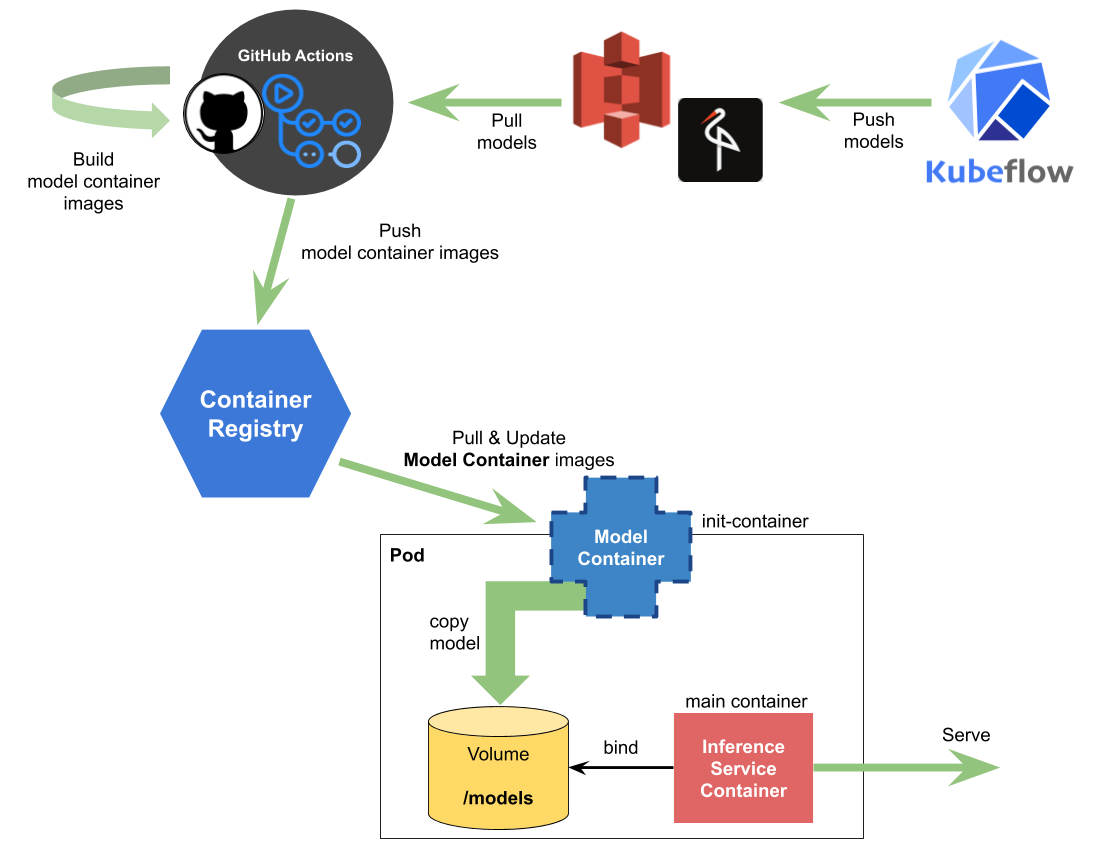 GitHub Actions
Build
model container
images
Pull
models
Push
models
Kubeflow
Push
model container images
Container
Registry
Pull & Update
Model Container images
Model
Container
init-container
Pod
copy
model
Volume
/models
bind
main container
Inference
Service
Container
Serve